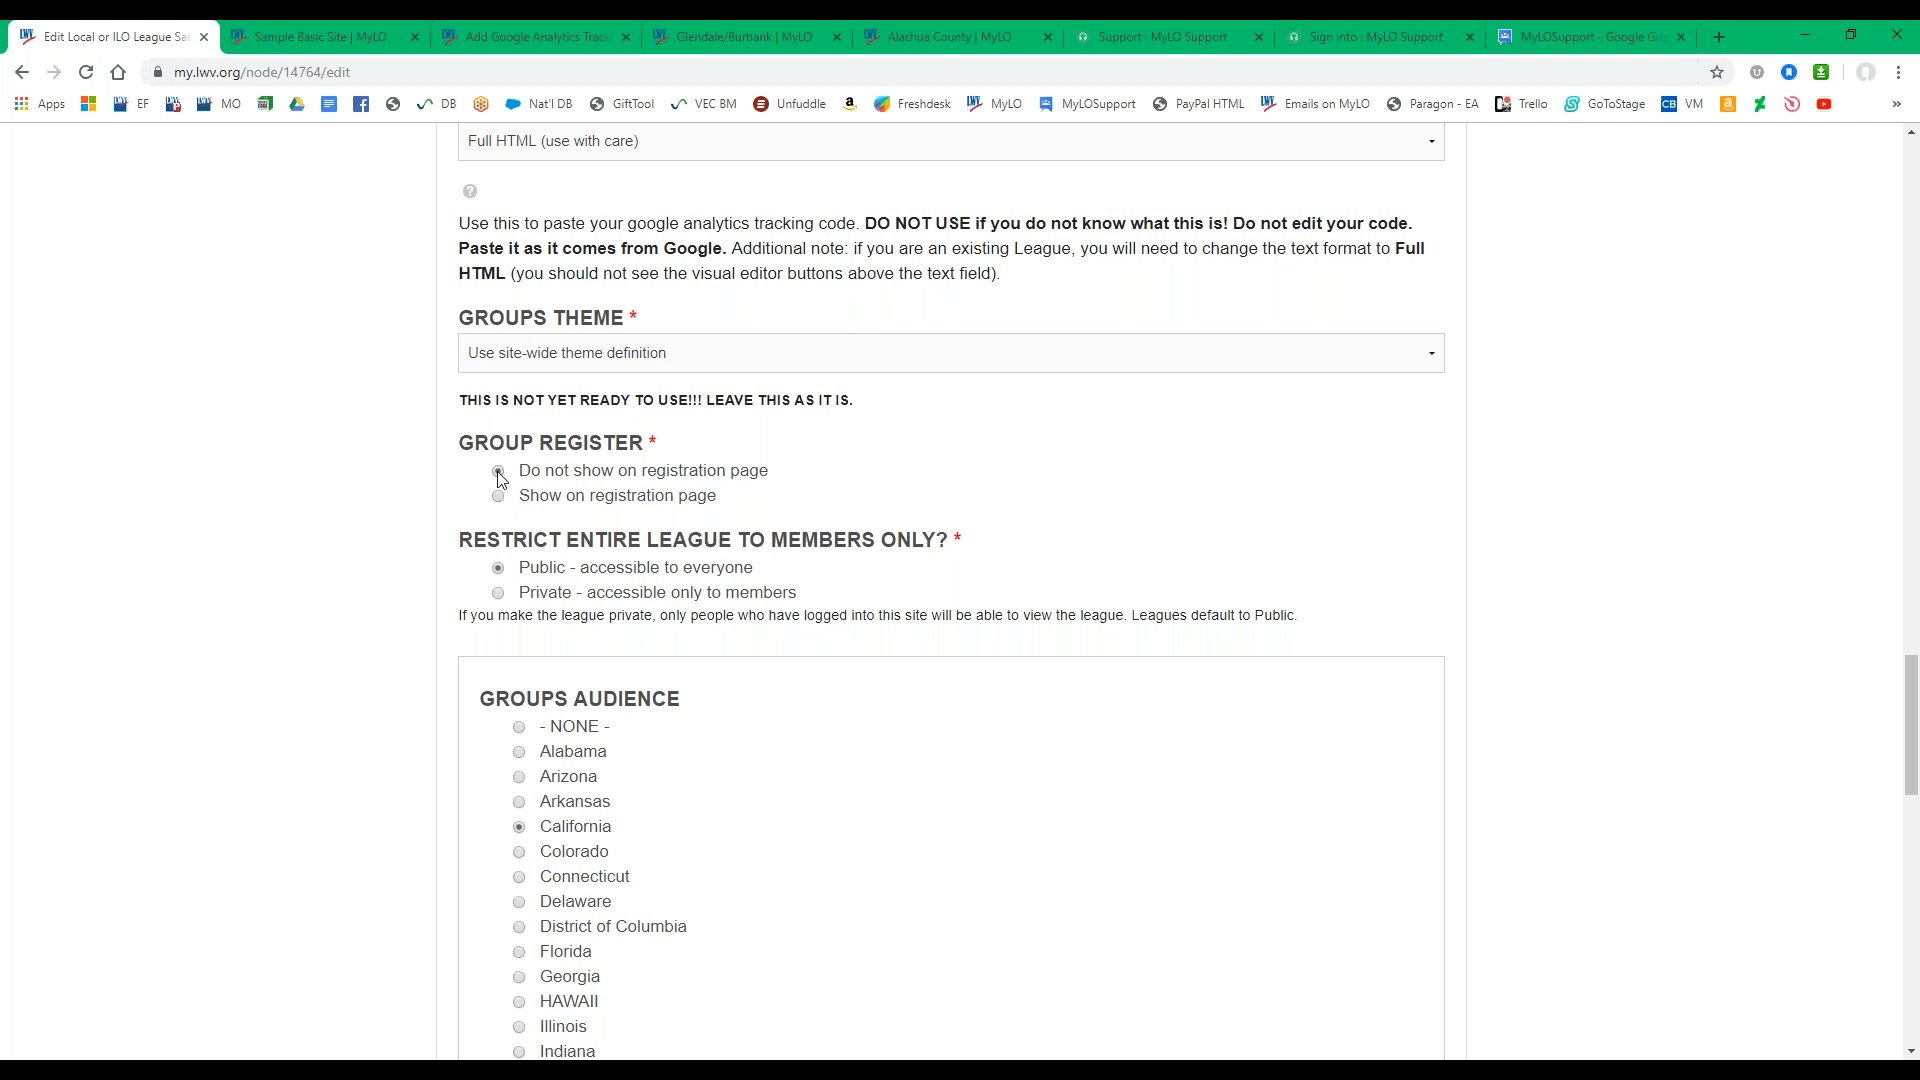 Edit Local or ILO League Sa
Sample Basic Site | MyLO
Add Google Analytics Track
Glendale/Burbank | MyLO
Alachua County | MyLO
Support : MyLO Support
Sign into : MyLO Support
MyLOSupport - Google Gro
my.lwv.org/node/14764/edit
Apps
EF
MO
DB
Nat'l DB
GiftTool
VEC BM
Unfuddle
Freshdesk
MyLO
MyLOSupport
PayPal HTML
Emails on MyLO
Paragon - EA
Trello
GoToStage
CB VM
Full HTML (use with care)
Use this to paste your google analytics tracking code. DO NOT USE if you do not know what this is! Do not edit your code.
Paste it as it comes from Google. Additional note: if you are an existing League, you will need to change the text format to Full
HTML (you should not see the visual editor buttons above the text field).
GROUPS THEME *
Use site-wide theme definition
THIS IS NOT YET READY TO USE!!! LEAVE THIS AS IT IS.
GROUP REGISTER *
Do not show on registration page
Show on registration page
RESTRICT ENTIRE LEAGUE TO MEMBERS ONLY? *
Public - accessible to everyone
Private - accessible only to members
If you make the league private, only people who have logged into this site will be able to view the league. Leagues default to Public.
GROUPS AUDIENCE
- NONE -
Alabama
Arizona
Arkansas
California
Colorado
Connecticut
Delaware
District of Columbia
Florida
Georgia
HAWAII
Illinois
Indiana